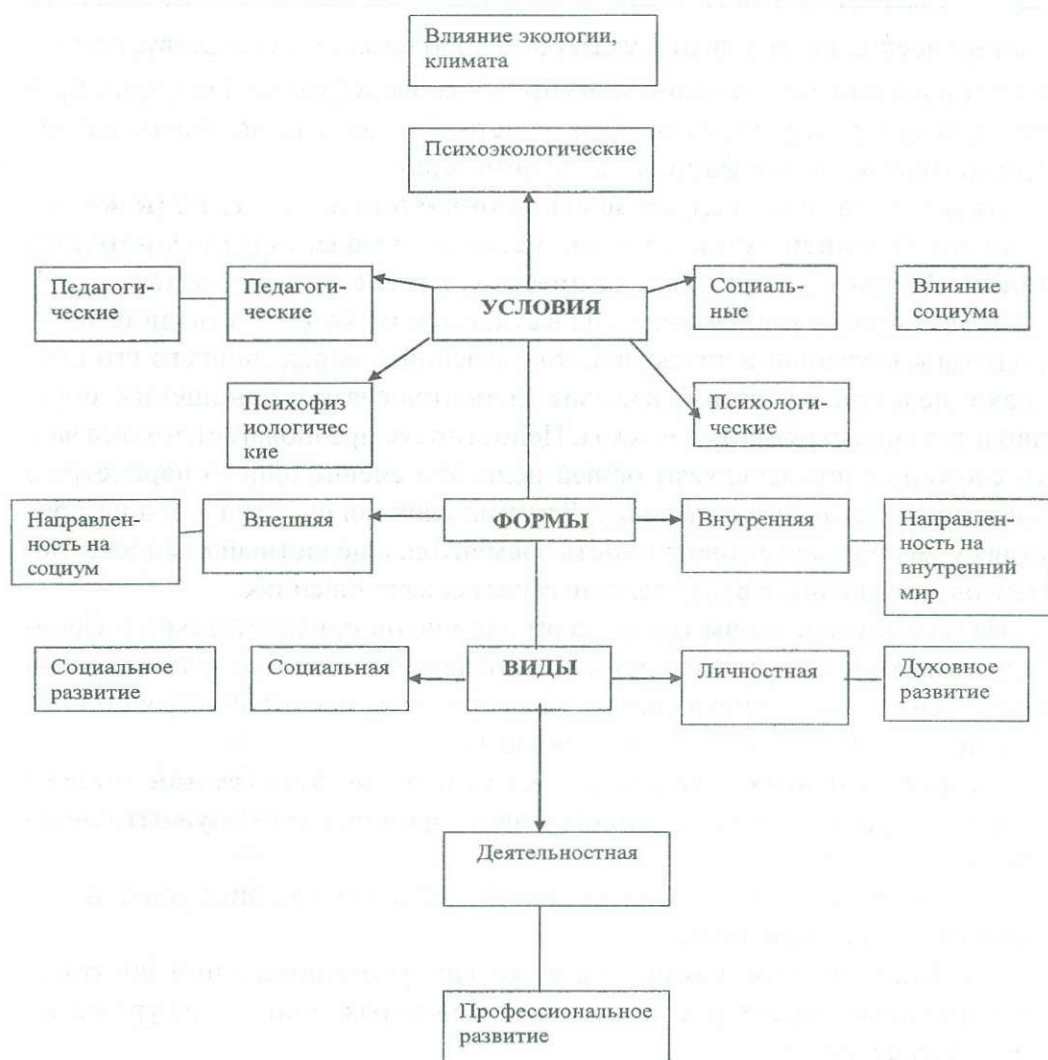 Влияние экологии,
климата
Психоэкологические
Педагоги-
ческие
Педагоги-
ческие
УСЛОВИЯ
Социаль-
ные
Влияние
социума
Психофиз
иологичес
кие
Психологи-
ческие
Направлен-
ность на
социум
Внешняя
ФОРМЫ
Внутренняя
Направлен-
ность на
внутренний
мир
Социальное
развитие
Социальная
ВИДЫ
Личностная
Духовное
развитие
Деятельностная
Профессиональное
развитие